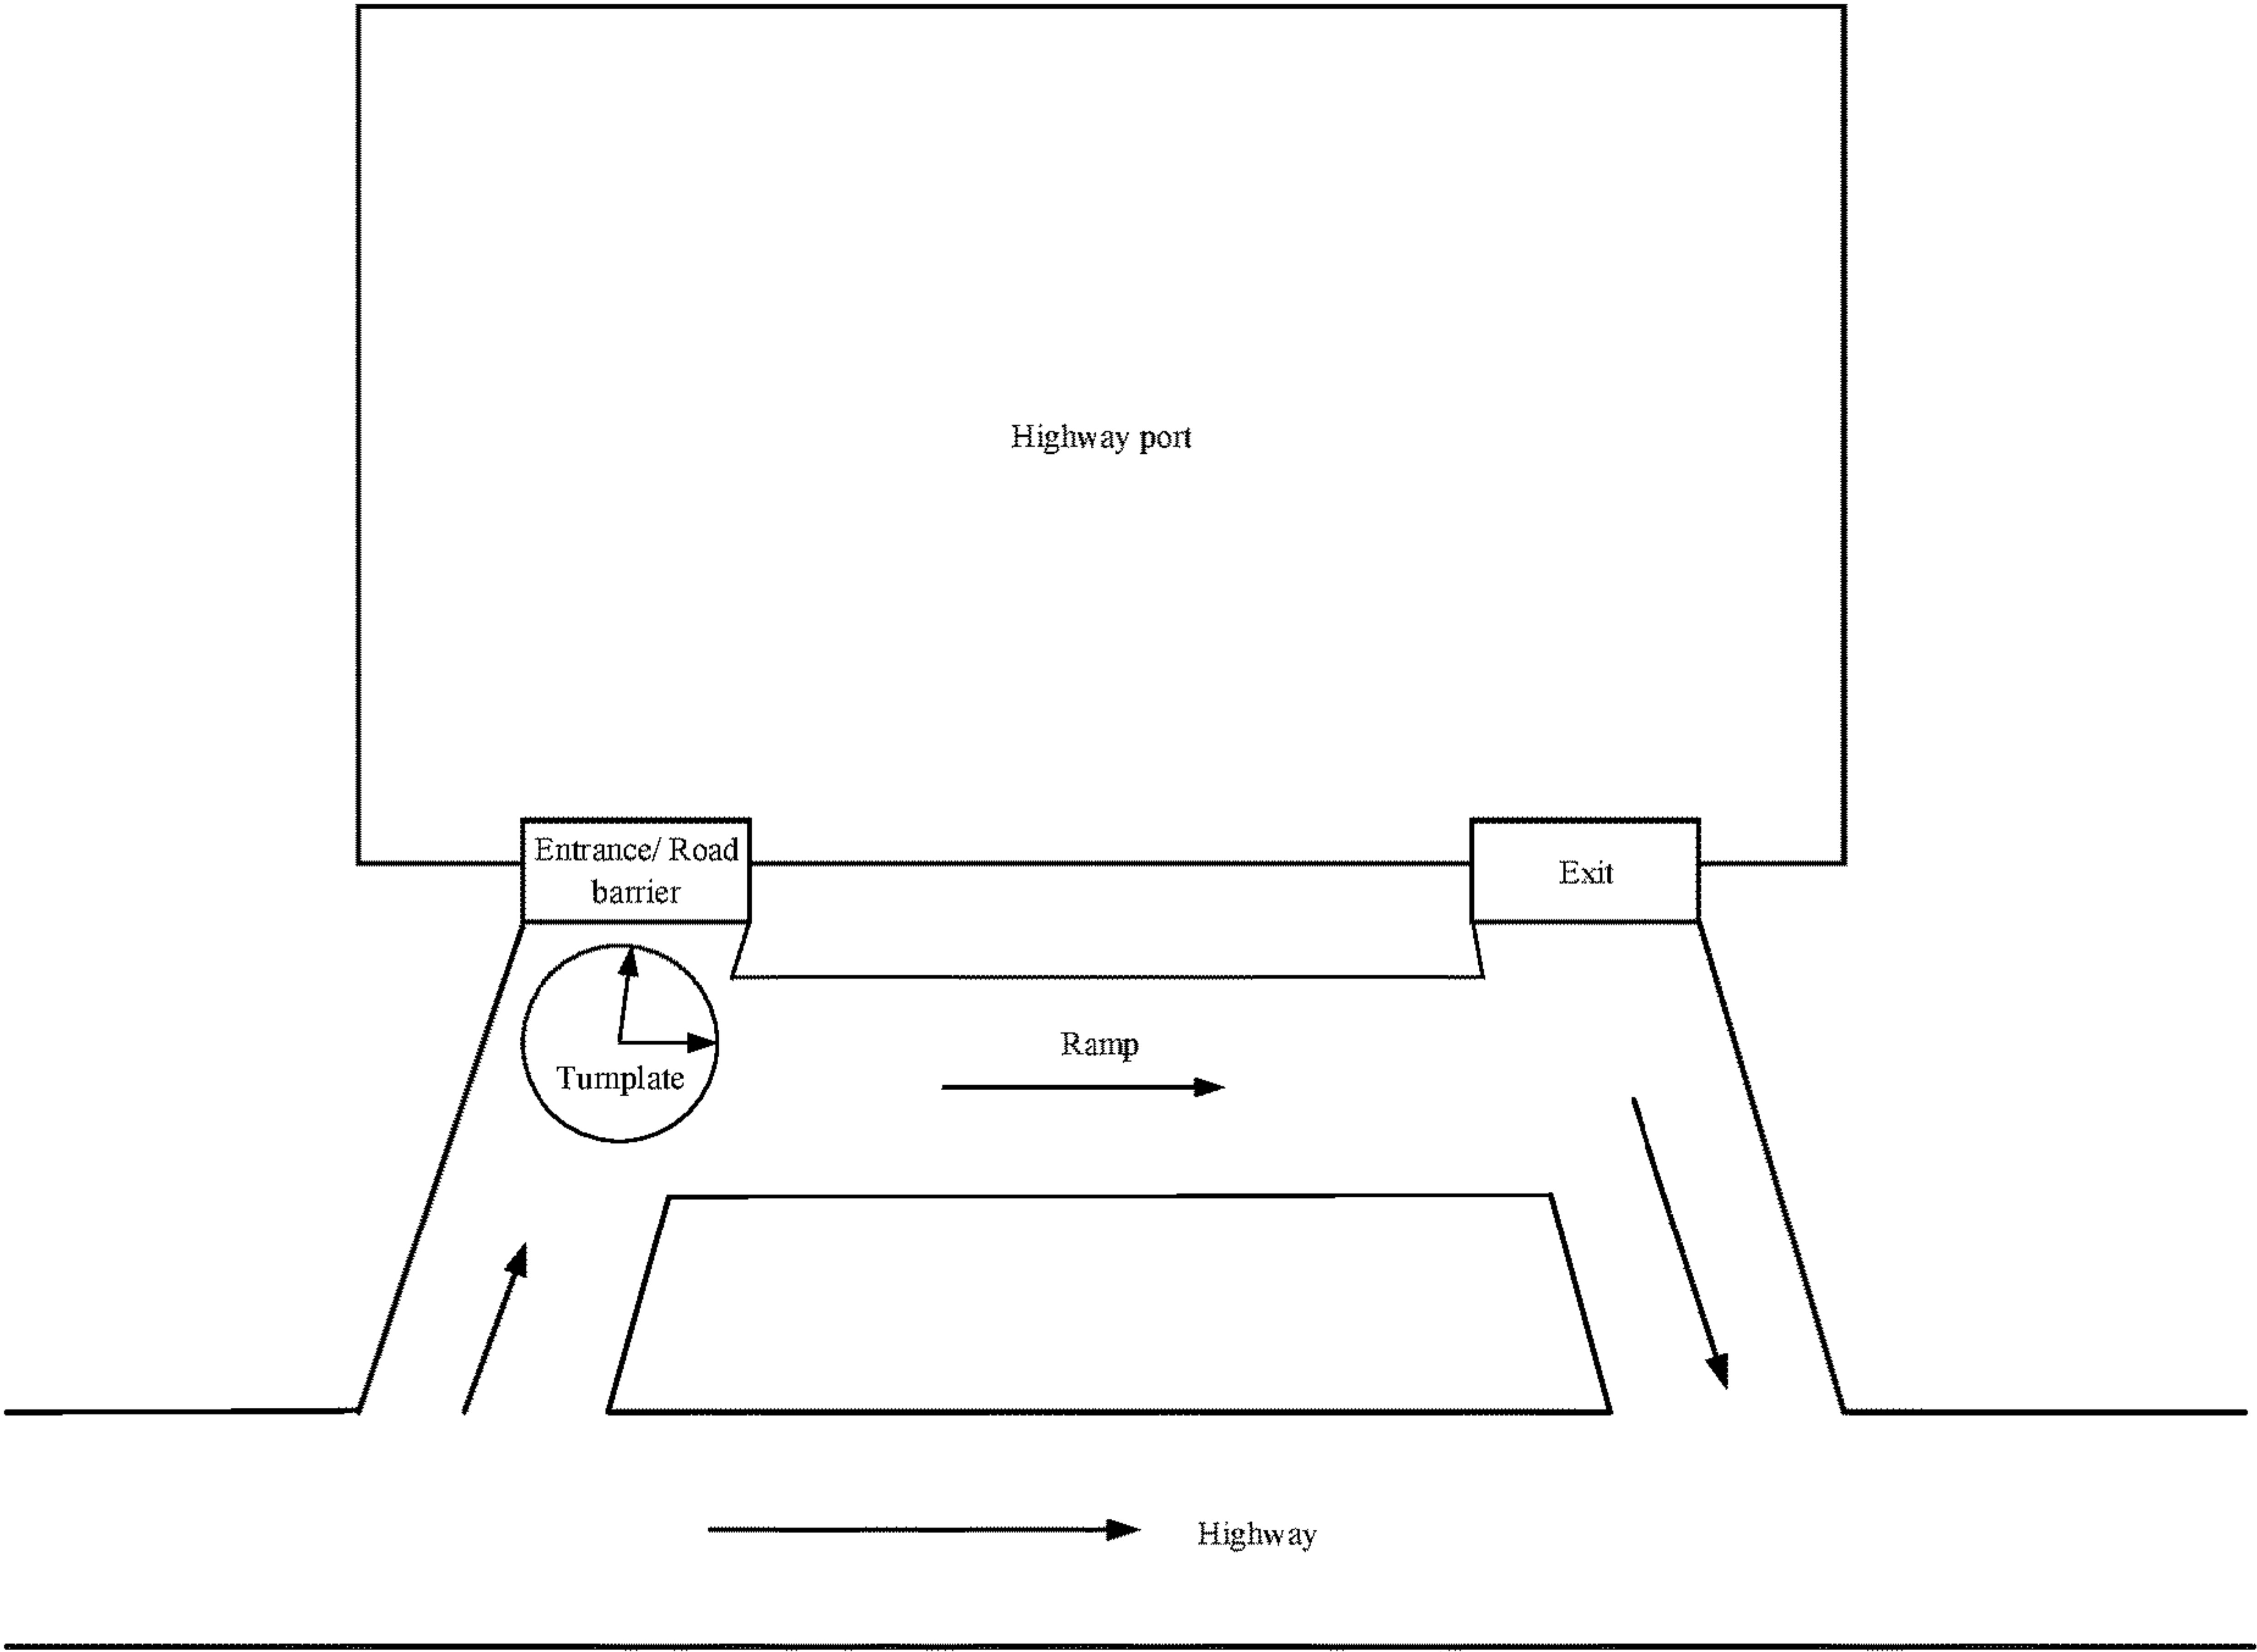 Highway port
Entrance/ Road
barrier
Exit
Ramp
Turnplate
Highway